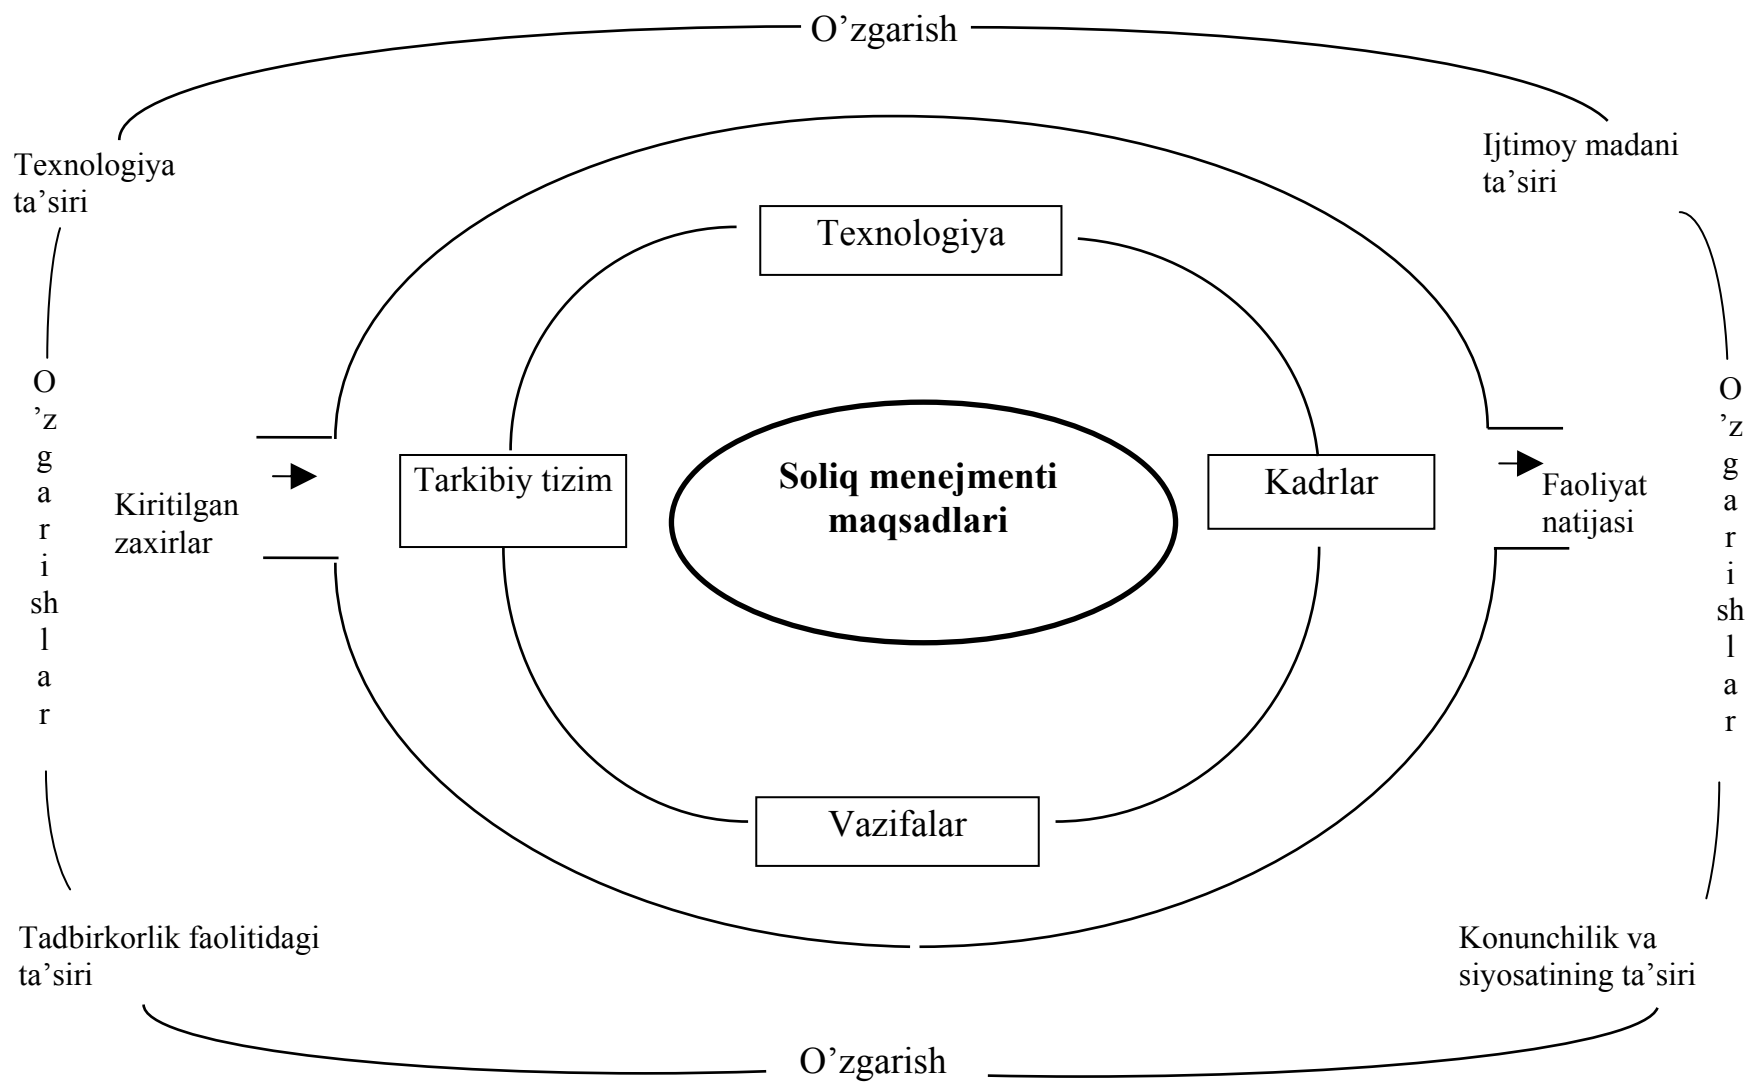 O’zgarish
Texnologiya
ta’siri
Ijtimoy madani
ta’siri
Texnologiya
O
’z
g
a
r
i
sh
l
a
r
Kiritilgan
zaxirlar
Tarkibiy tizim
Soliq menejmenti
maqsadlari
Kadrlar
Faoliyat
natijasi
O
’z
g
a
r
i
sh
l
a
r
Vazifalar
Tadbirkorlik faolitidagi
ta’siri
Konunchilik va
siyosatining ta’siri
O’zgarish